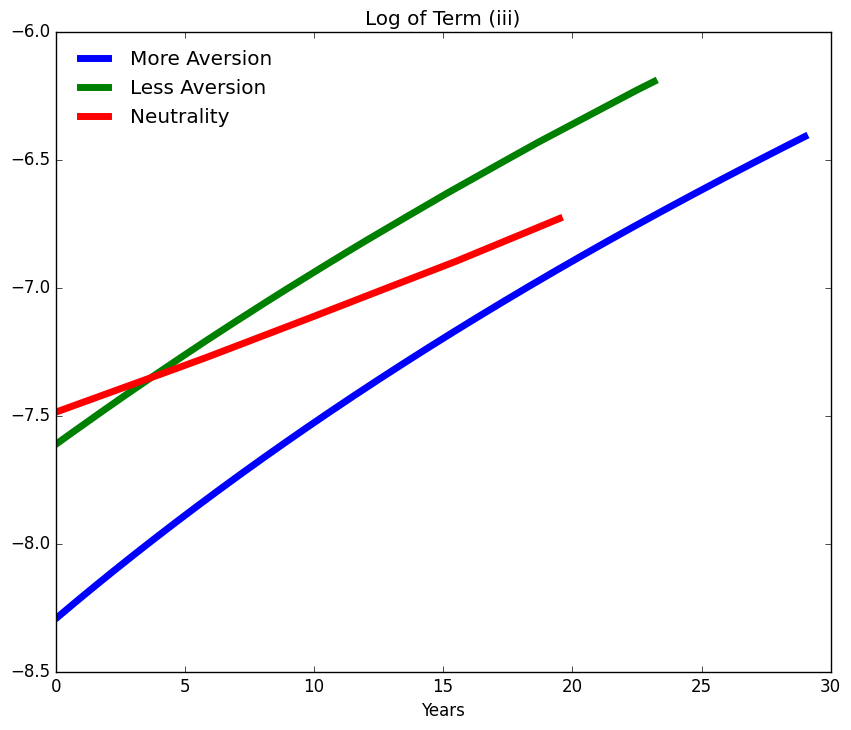 Log of Term (iii)
More Aversion
Less Aversion
Neutrality
−6.0
−6.5
−7.0
−7.5
−8.0
−8.5
0 5 10 15 20 25 30
Years